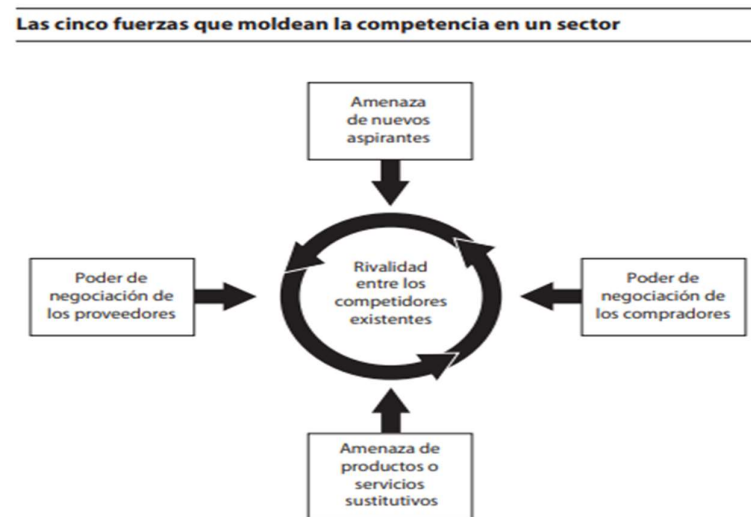 Las cinco fuerzas que moldean la competencia en un sector
Amenaza
de nuevos
aspirantes
Poder de
negociación de
los proveedores
Rivalidad
entre los
competidores
existentes
Poder de
negociación de
los compradores
Amenaza de
productos o
servicios
sustitutivos